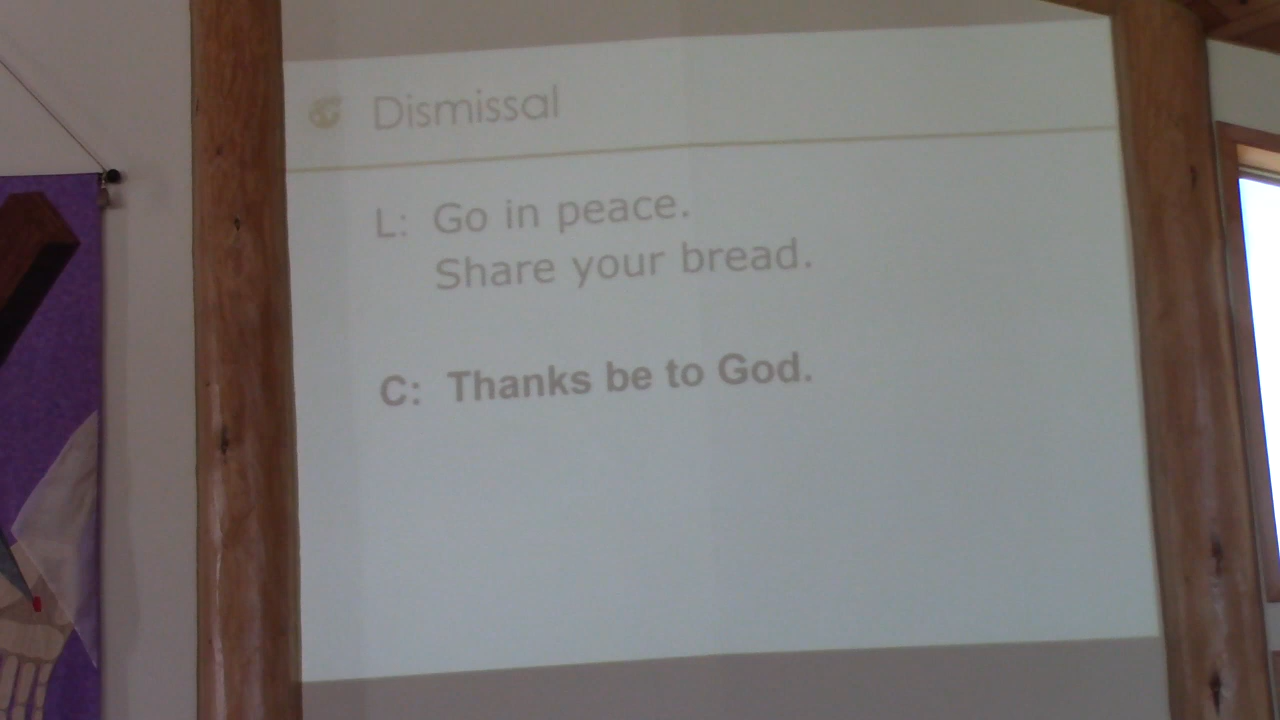 Dismissal
L: Go in peace.
Share your bread.
C: Thanks be to God.